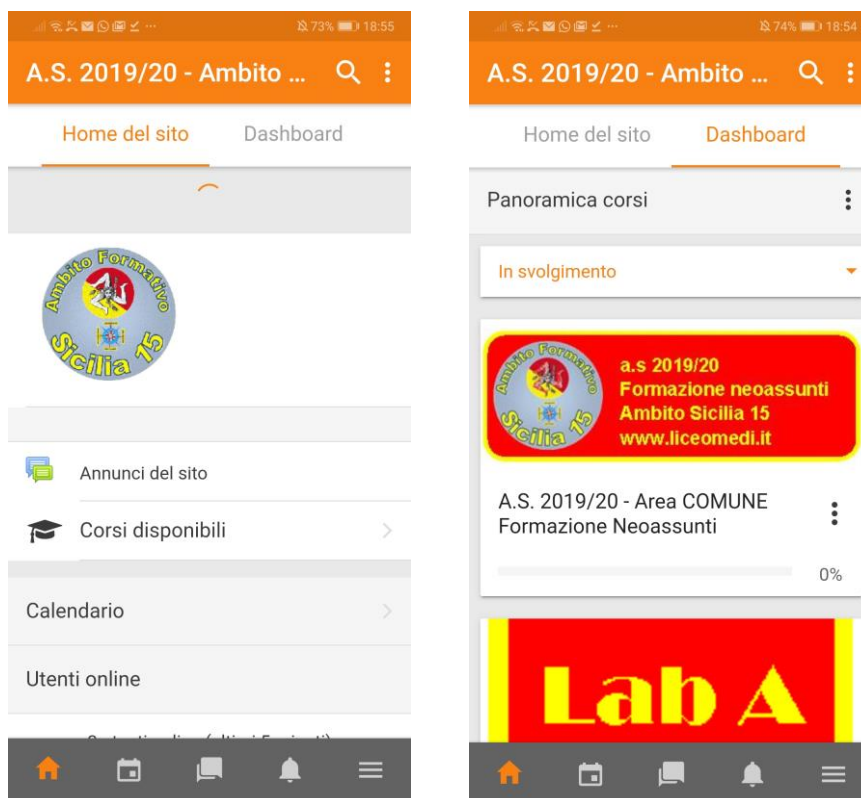 73% 18:55
A.S. 2019/20 - Ambito ...
Home del sito Dashboard
Ambito Formativo
Sicilia 15
Annunci del sito
Corsi disponibili
Calendario
Utenti online
74% 18:54
A.S. 2019/20 - Ambito ...
Home del sito Dashboard
Panoramica corsi
In svolgimento
Ambito Formativo
Sicilia 15
a.s 2019/20
Formazione neoassunti
Ambito Sicilia 15
www.liceomedi.it
A.S. 2019/20 - Area COMUNE
Formazione Neoassunti
0%
Lab A